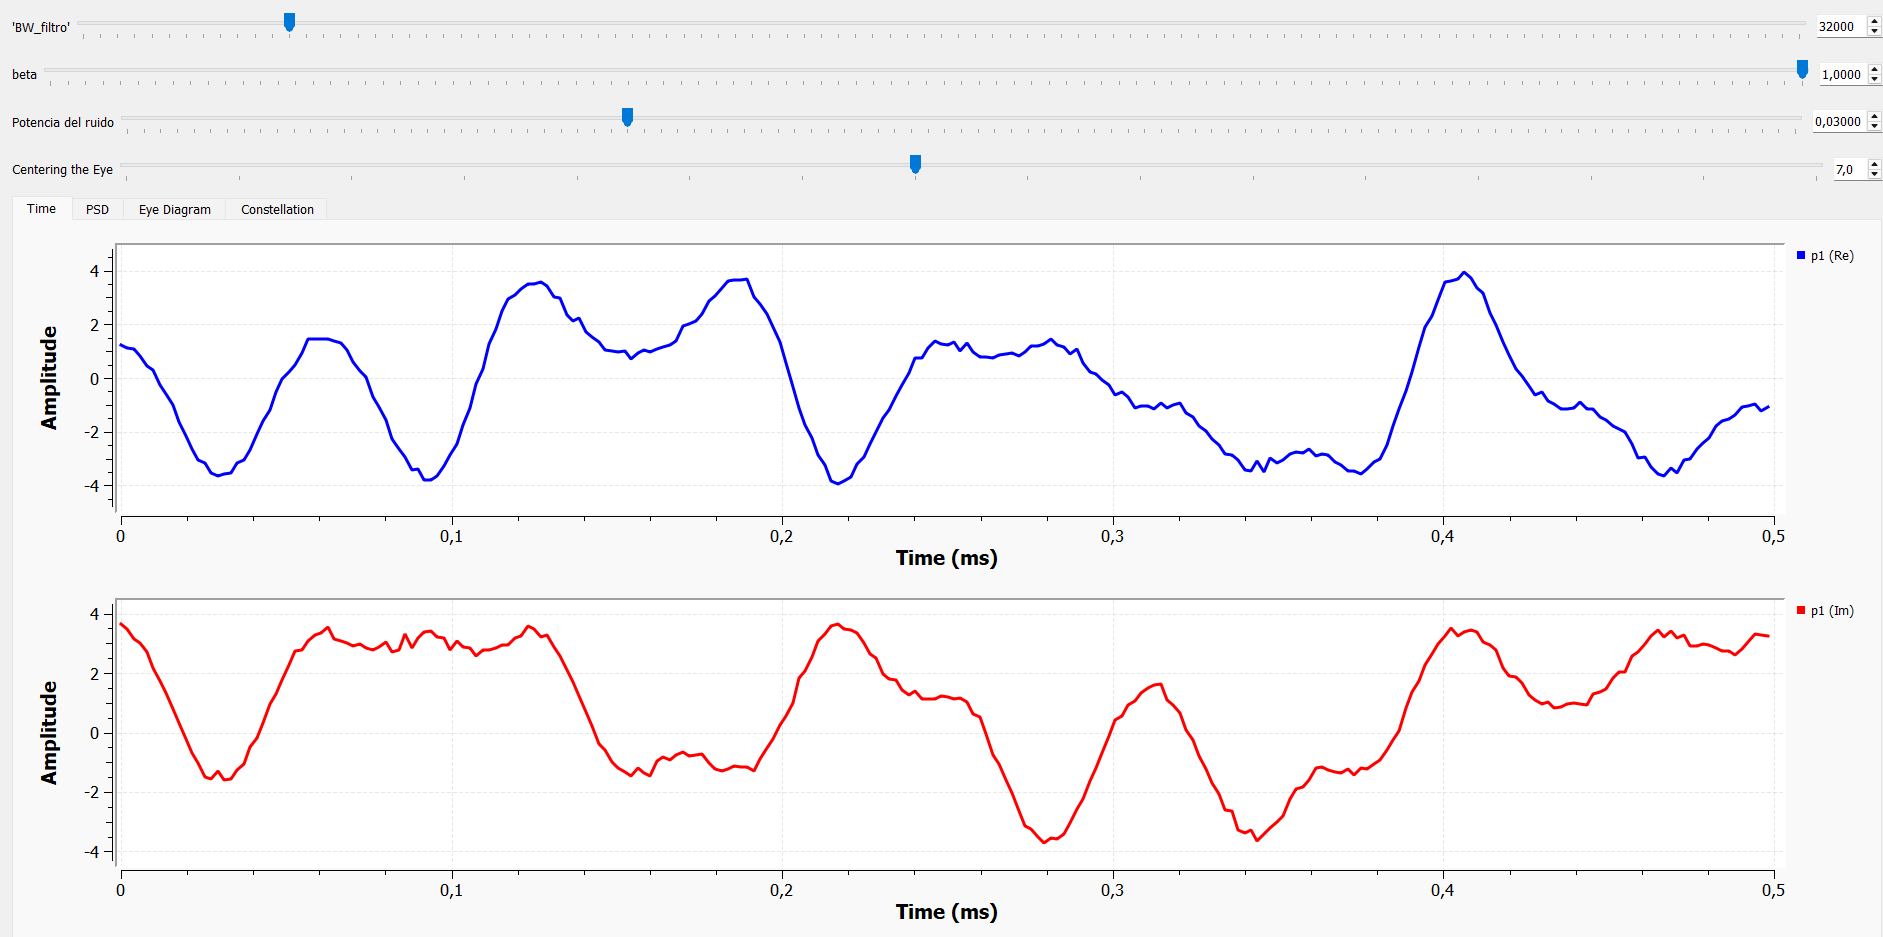 'BW_filtro' 32000
beta 1,0000
Potencia del ruido 0,03000
Centering the Eye 7,0
Time PSD Eye Diagram Constellation
p1 (Re)
Amplitude
4
2
0
-2
-4
0 0,1 0,2 0,3 0,4 0,5
Time (ms)
p1 (Im)
Amplitude
4
2
0
-2
-4
0 0,1 0,2 0,3 0,4 0,5
Time (ms)